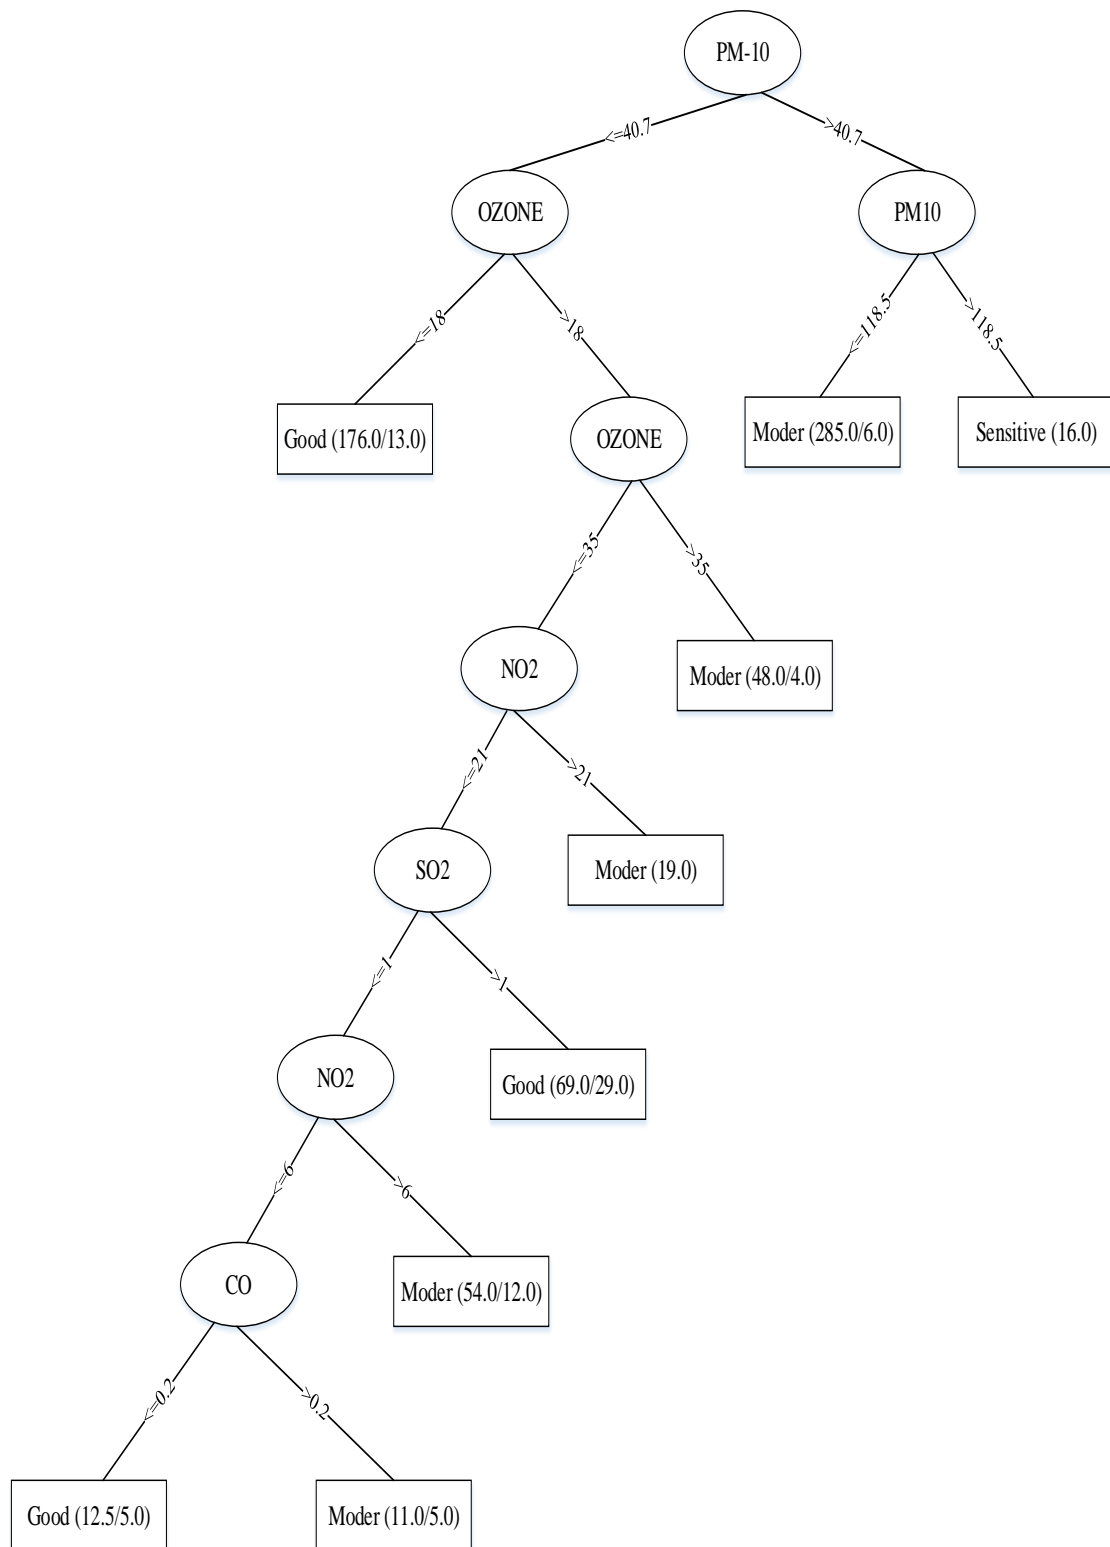 PM-10
<=40.7
>40.7
OZONE
PM10
<=18
>18
<=118.5
>118.5
Good (176.0/13.0)
OZONE
Moder (285.0/6.0)
Sensitive (16.0)
<=35
>35
NO2
Moder (48.0/4.0)
<=21
>21
SO2
Moder (19.0)
<=1
>1
NO2
Good (69.0/29.0)
<=6
>6
CO
Moder (54.0/12.0)
<=0.2
>0.2
Good (12.5/5.0)
Moder (11.0/5.0)